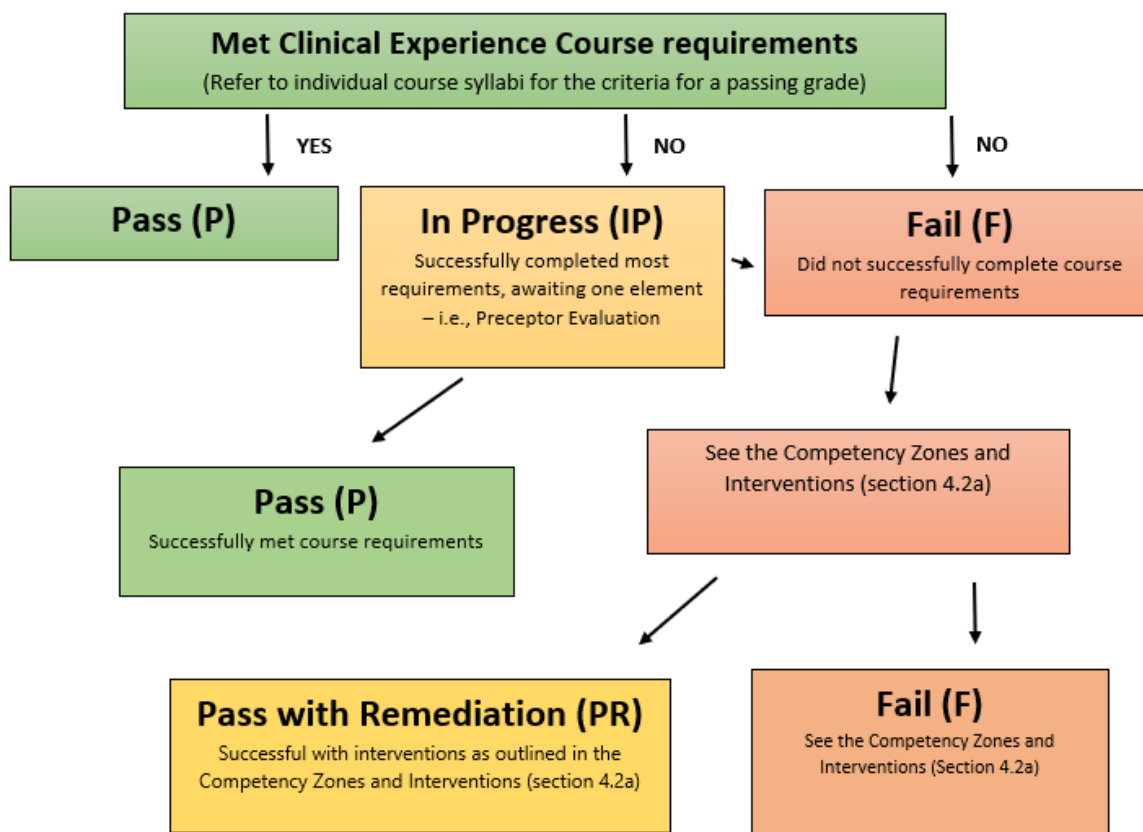 Met Clinical Experience Course requirements
(Refer to individual course syllabi for the criteria for a passing grade)
YES
NO
NO
Pass (P)
In Progress (IP)
Successfully completed most
requirements, awaiting one element
– i.e., Preceptor Evaluation
Fail (F)
Did not successfully complete course
requirements
See the Competency Zones and
Interventions (section 4.2a)
Pass (P)
Successfully met course requirements
Pass with Remediation (PR)
Successful with interventions as outlined in the
Competency Zones and Interventions (section 4.2a)
Fail (F)
See the Competency Zones and
Interventions (Section 4.2a)